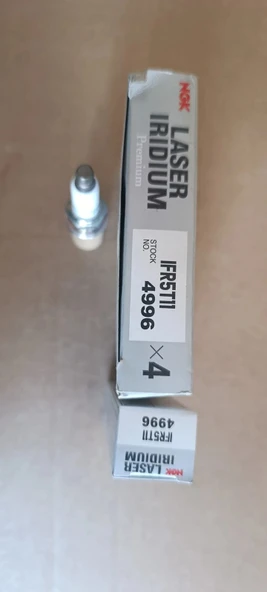 NGK
LASER
IRIDIUM
Premium
IFR5T11
STOCK
NO.
4996
×4
4996
IFR5T11
NGK LASER
IRIDIUM